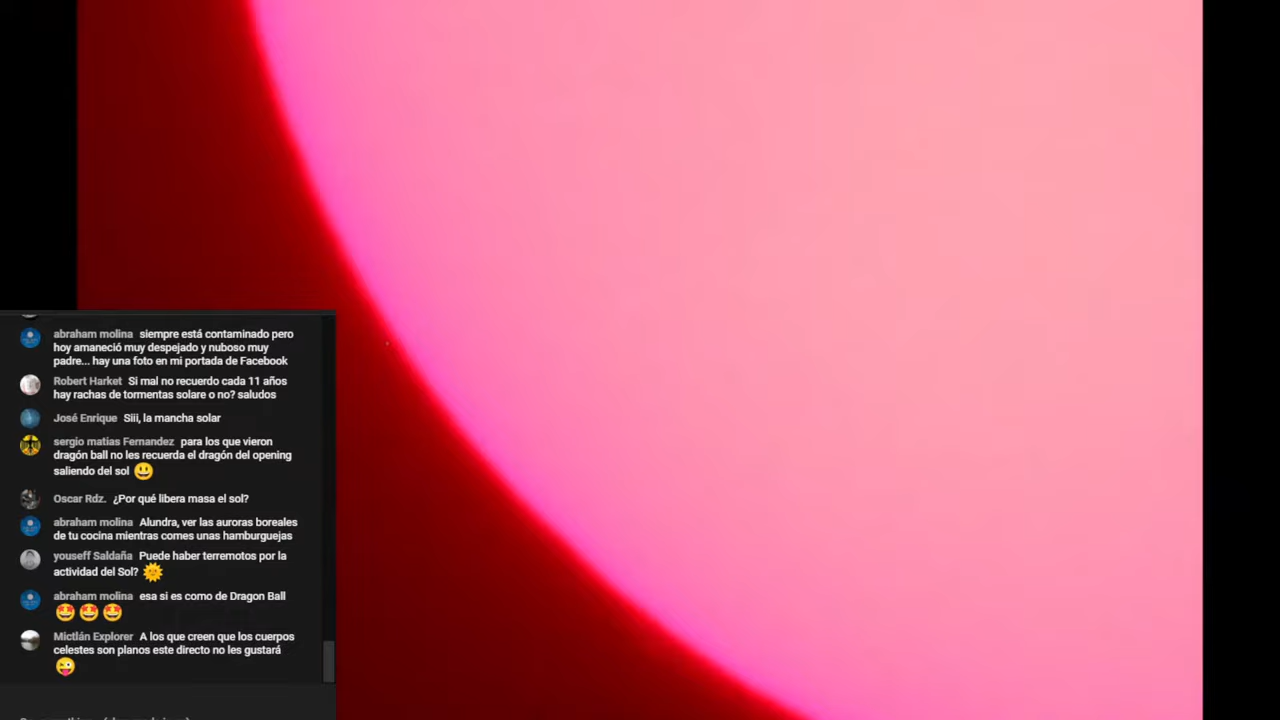 abraham molina siempre está contaminado pero
hoy amaneció muy despejado y nuboso muy
padre... hay una foto en mi portada de Facebook
Robert Harket Si mal no recuerdo cada 11 años
hay rachas de tormentas solare o no? saludos
José Enrique Siii, la mancha solar
sergio matias Fernandez para los que vieron
dragón ball no les recuerda el dragón del opening
saliendo del sol 😃
Oscar Rdz. ¿Por qué libera masa el sol?
abraham molina Alundra, ver las auroras boreales
de tu cocina mientras comes unas hamburguejas
youseff Saldaña Puede haber terremotos por la
actividad del Sol? 🌞
abraham molina esa si es como de Dragon Ball
🤩🤩🤩
Mictlán Explorer A los que creen que los cuerpos
celestes son planos este directo no les gustará
😜